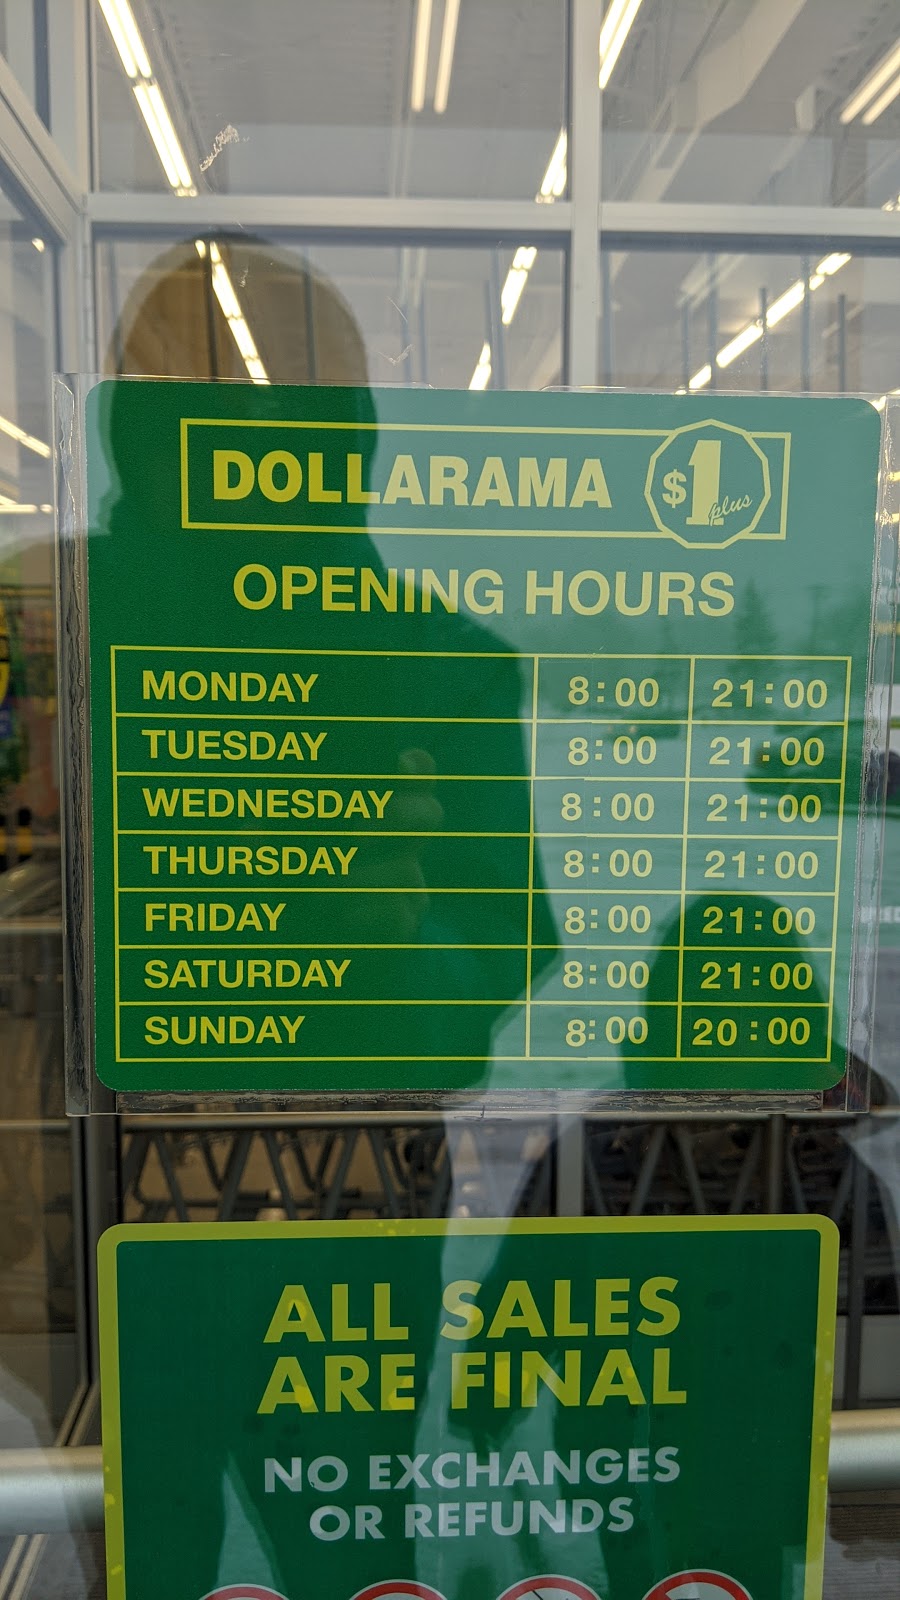 DOLLARAMA $1 plus
OPENING HOURS
MONDAY 8:00 21:00
TUESDAY 8:00 21:00
WEDNESDAY 8:00 21:00
THURSDAY 8:00 21:00
FRIDAY 8:00 21:00
SATURDAY 8:00 21:00
SUNDAY 8:00 20:00
ALL SALES
ARE FINAL
NO EXCHANGES
OR REFUNDS